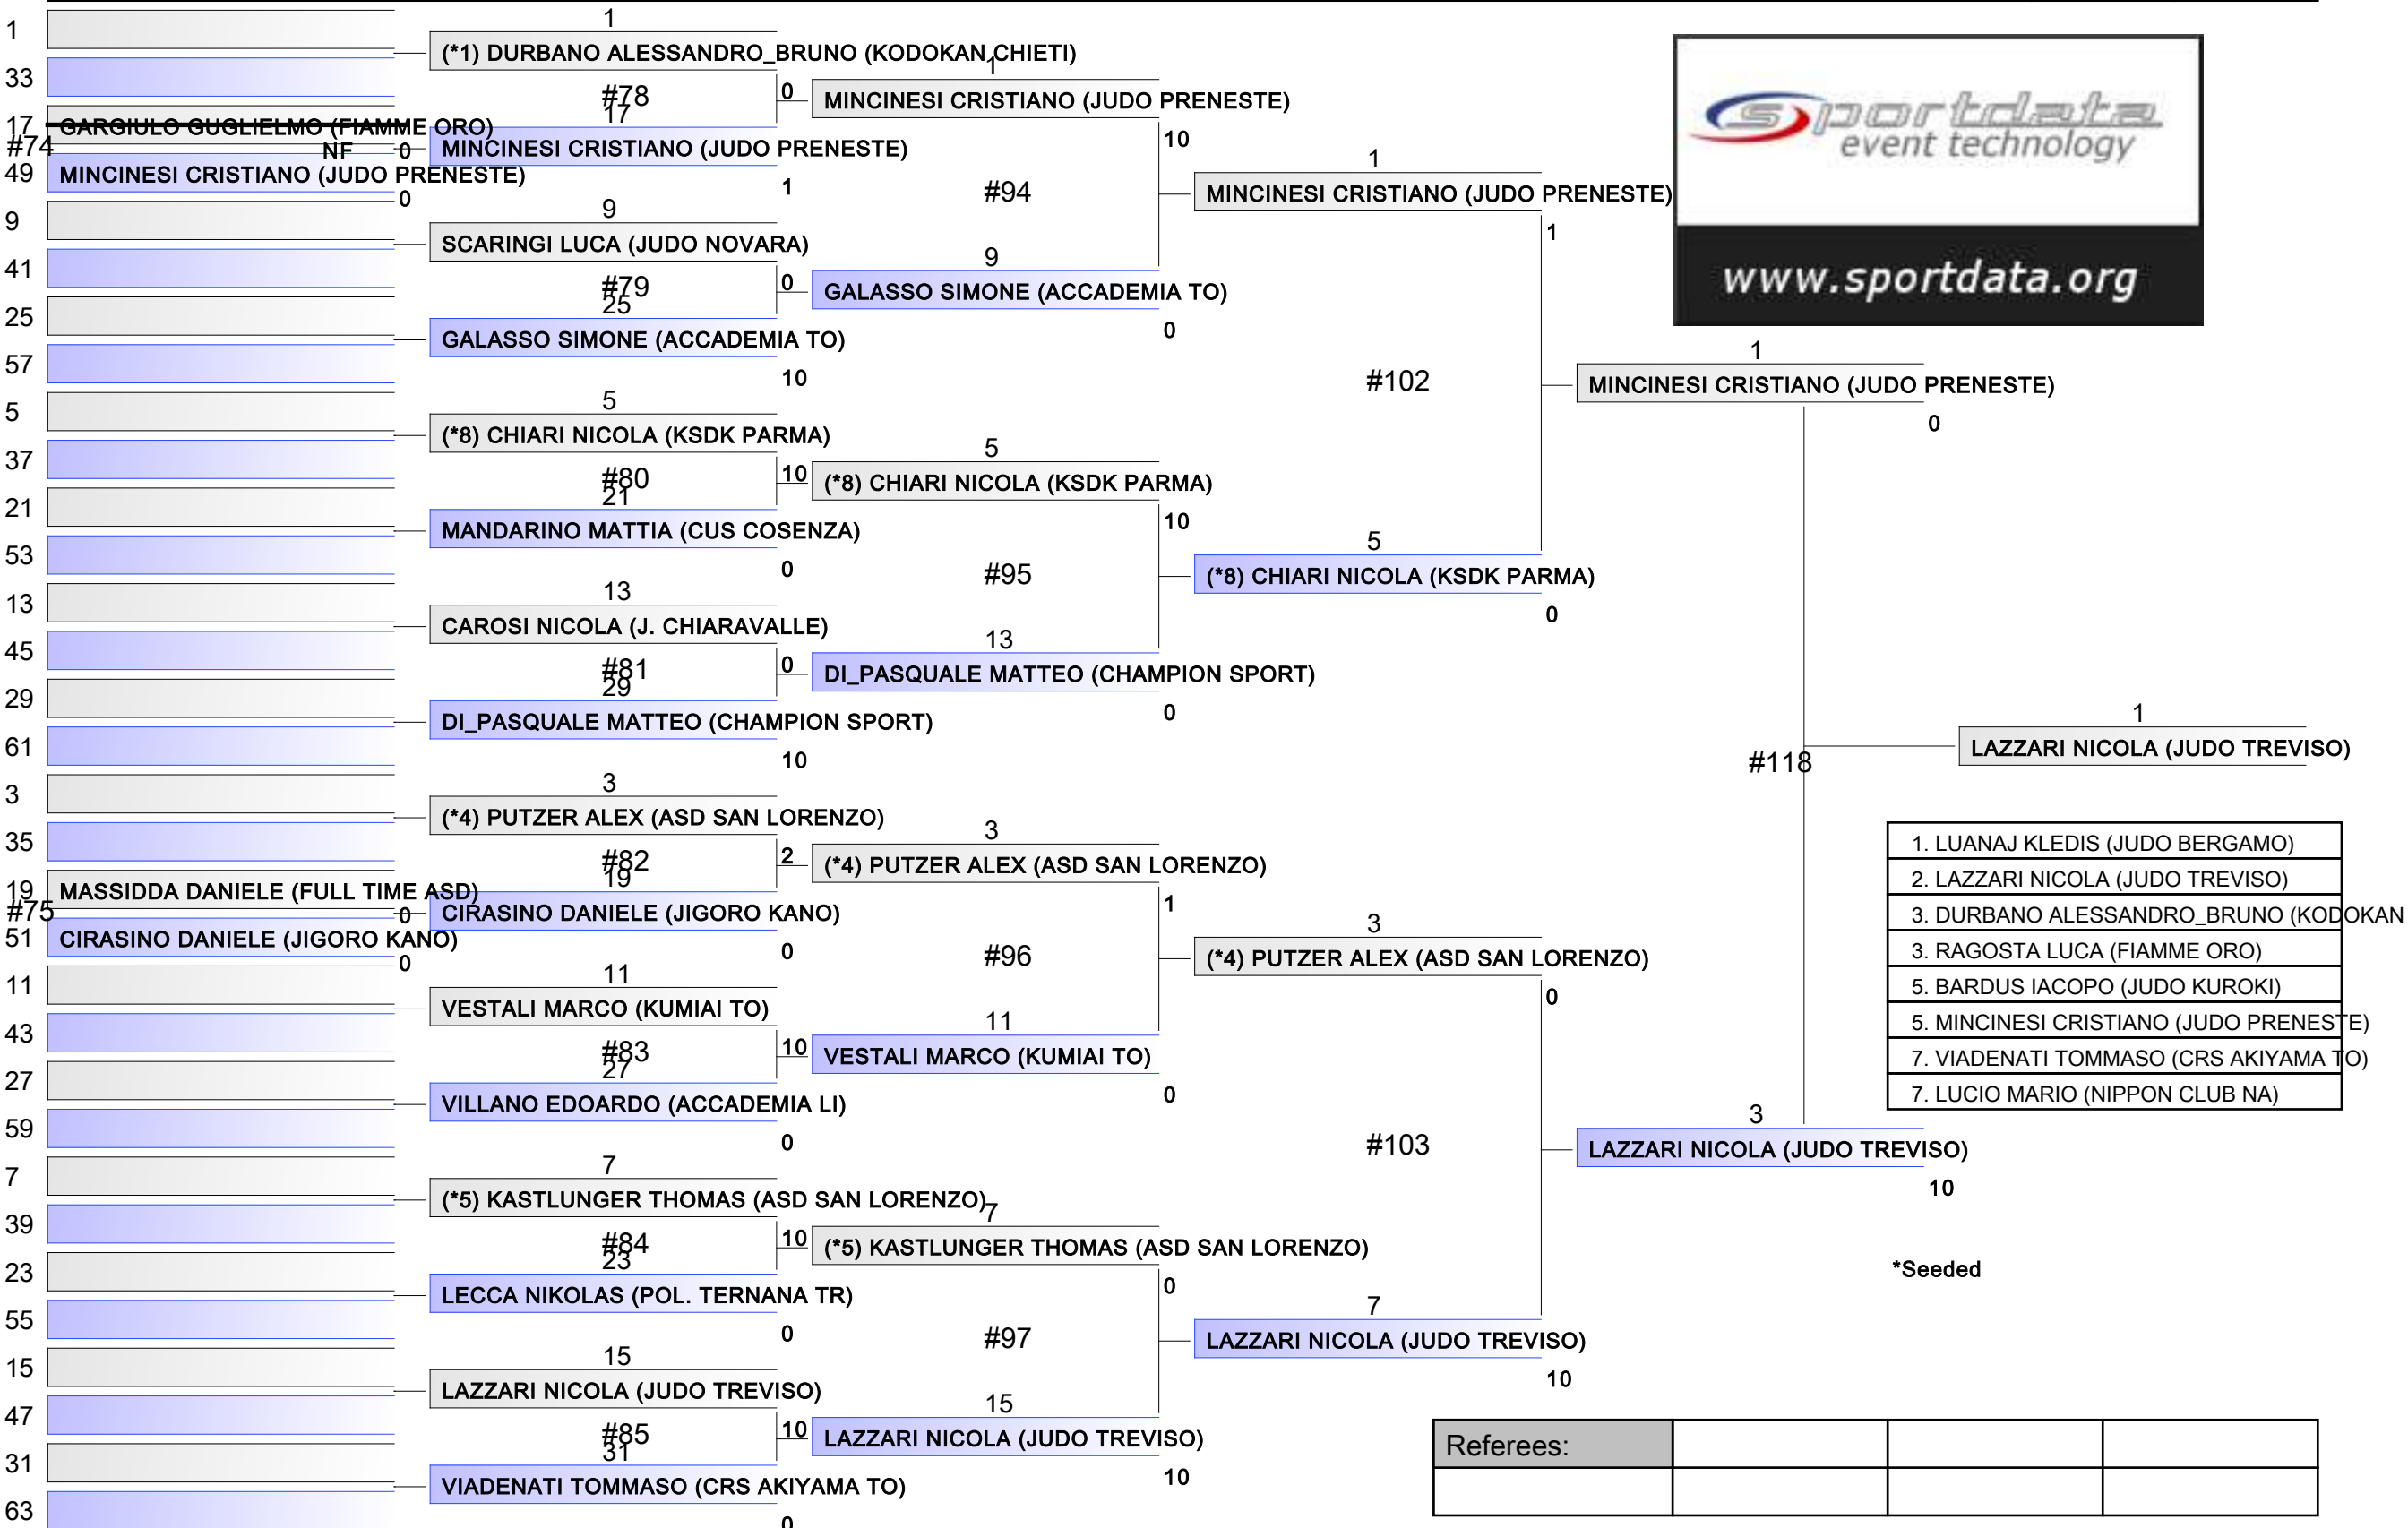 1
33
17
GARGIULO GUGLIELMO (FIAMME ORO)
#74
NF 0
49
MINCINESI CRISTIANO (JUDO PRENESTE)
0
9
41
25
57
5
37
21
53
13
45
29
61
3
35
19
MASSIDDA DANIELE (FULL TIME ASD)
#75
0
51
CIRASINO DANIELE (JIGORO KANO)
0
11
43
27
59
7
39
23
55
15
47
31
63
1
(*1) DURBANO ALESSANDRO_BRUNO (KODOKAN CHIETI)
#78
0
17
MINCINESI CRISTIANO (JUDO PRENESTE)
1
9
SCARINGI LUCA (JUDO NOVARA)
#79
0
25
GALASSO SIMONE (ACCADEMIA TO)
10
5
(*8) CHIARI NICOLA (KSDK PARMA)
#80
10
21
MANDARINO MATTIA (CUS COSENZA)
0
13
CAROSI NICOLA (J. CHIARAVALLE)
#81
0
29
DI_PASQUALE MATTEO (CHAMPION SPORT)
10
3
(*4) PUTZER ALEX (ASD SAN LORENZO)
#82
2
19
CIRASINO DANIELE (JIGORO KANO)
0
11
VESTALI MARCO (KUMIAI TO)
#83
10
27
VILLANO EDOARDO (ACCADEMIA LI)
0
7
(*5) KASTLUNGER THOMAS (ASD SAN LORENZO)
#84
10
23
LECCA NIKOLAS (POL. TERNANA TR)
0
15
LAZZARI NICOLA (JUDO TREVISO)
#85
10
31
VIADENATI TOMMASO (CRS AKIYAMA TO)
0
1
MINCINESI CRISTIANO (JUDO PRENESTE)
10
#94
9
GALASSO SIMONE (ACCADEMIA TO)
0
5
(*8) CHIARI NICOLA (KSDK PARMA)
10
#95
13
DI_PASQUALE MATTEO (CHAMPION SPORT)
0
3
(*4) PUTZER ALEX (ASD SAN LORENZO)
1
#96
11
VESTALI MARCO (KUMIAI TO)
0
7
(*5) KASTLUNGER THOMAS (ASD SAN LORENZO)
0
#97
15
LAZZARI NICOLA (JUDO TREVISO)
10
1
MINCINESI CRISTIANO (JUDO PRENESTE)
1
#102
5
(*8) CHIARI NICOLA (KSDK PARMA)
0
3
(*4) PUTZER ALEX (ASD SAN LORENZO)
0
#103
7
LAZZARI NICOLA (JUDO TREVISO)
10
sportdata
event technology
www.sportdata.org
1
MINCINESI CRISTIANO (JUDO PRENESTE)
0
#118
3
LAZZARI NICOLA (JUDO TREVISO)
10
1
LAZZARI NICOLA (JUDO TREVISO)
1. LUANAJ KLEDIS (JUDO BERGAMO)
2. LAZZARI NICOLA (JUDO TREVISO)
3. DURBANO ALESSANDRO_BRUNO (KODOKAN
3. RAGOSTA LUCA (FIAMME ORO)
5. BARDUS IACOPO (JUDO KUROKI)
5. MINCINESI CRISTIANO (JUDO PRENESTE)
7. VIADENATI TOMMASO (CRS AKIYAMA TO)
7. LUCIO MARIO (NIPPON CLUB NA)
*Seeded
Referees: